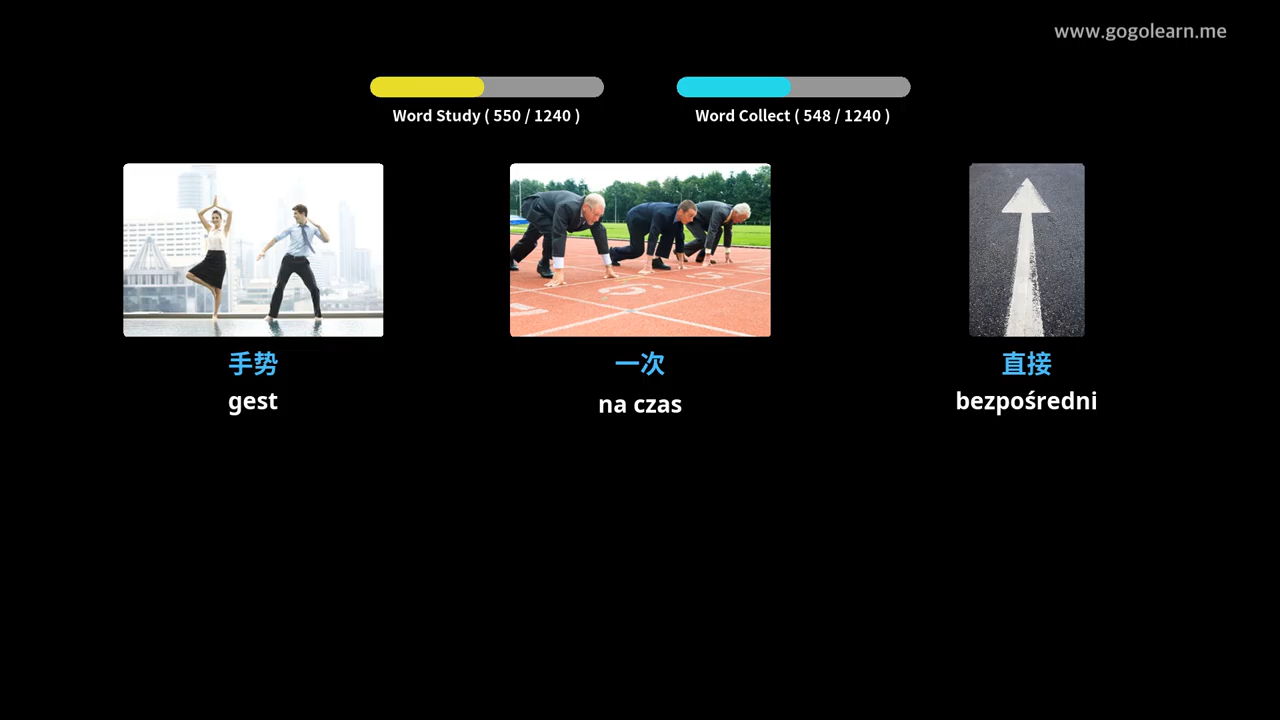 www.gogolearn.me
Word Study ( 550 / 1240 )
Word Collect ( 548 / 1240 )
手势
gest
一次
na czas
直接
bezpośredni